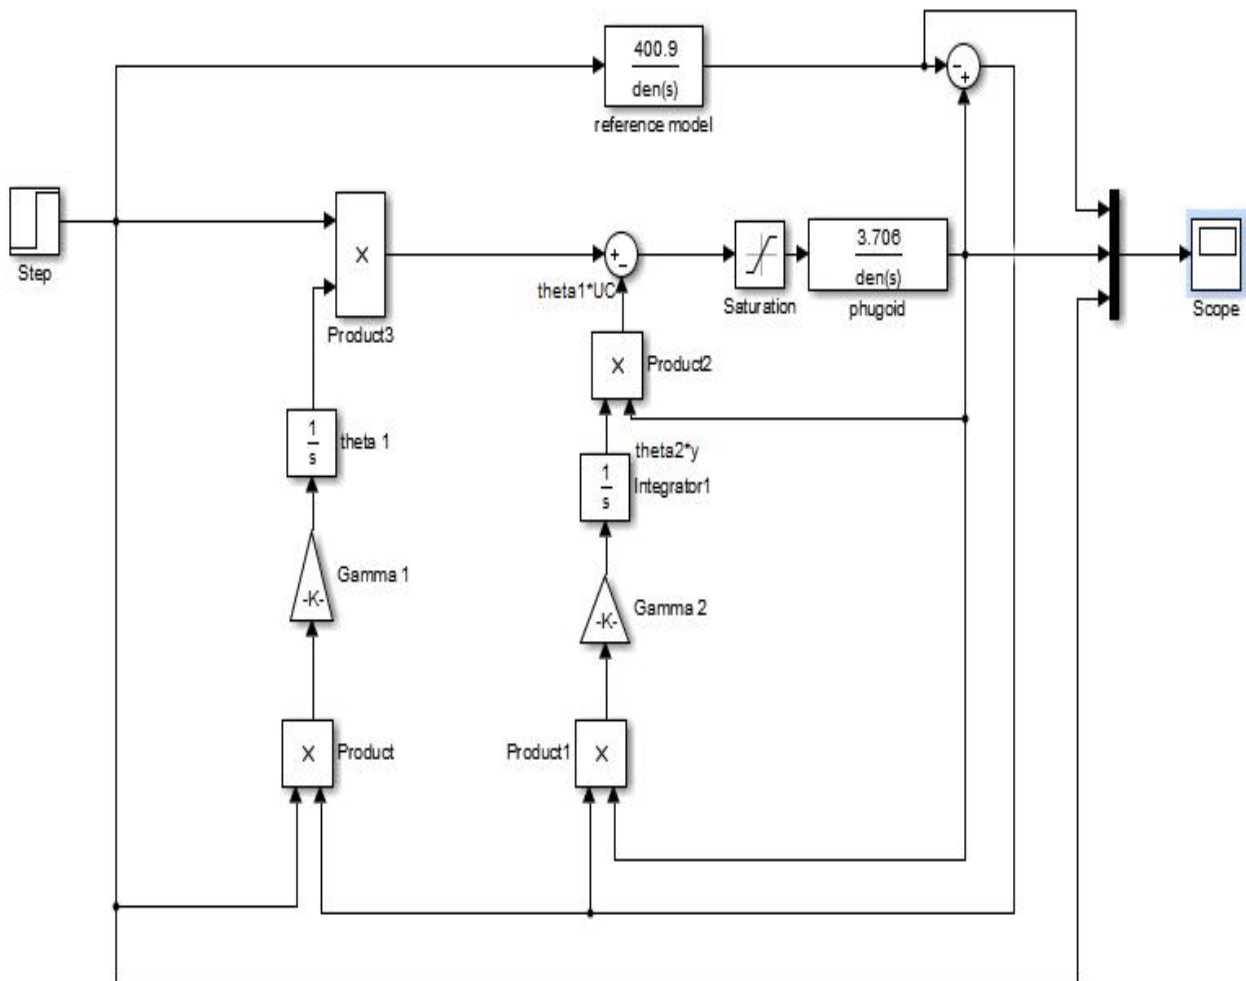 400.9
den(s)
reference model
-
+
Step
X
Product3
+
-
theta1*UC
Saturation
3.706
den(s)
phugoid
Scope
X
Product2
1
s
theta 1
theta2*y
1
s
Integrator1
-K-
Gamma 1
-K-
Gamma 2
X
Product
Product1
X